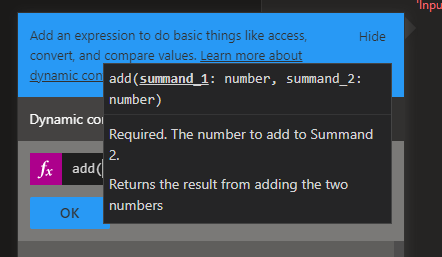 'Inpu
Add an expression to do basic things like access,
Hide
convert, and compare values. Learn more about
dynamic con
add(summand_1: number, summand_2:
number)
Dynamic co
Required. The number to add to Summand
2.
fx
add(
Returns the result from adding the two
numbers
OK